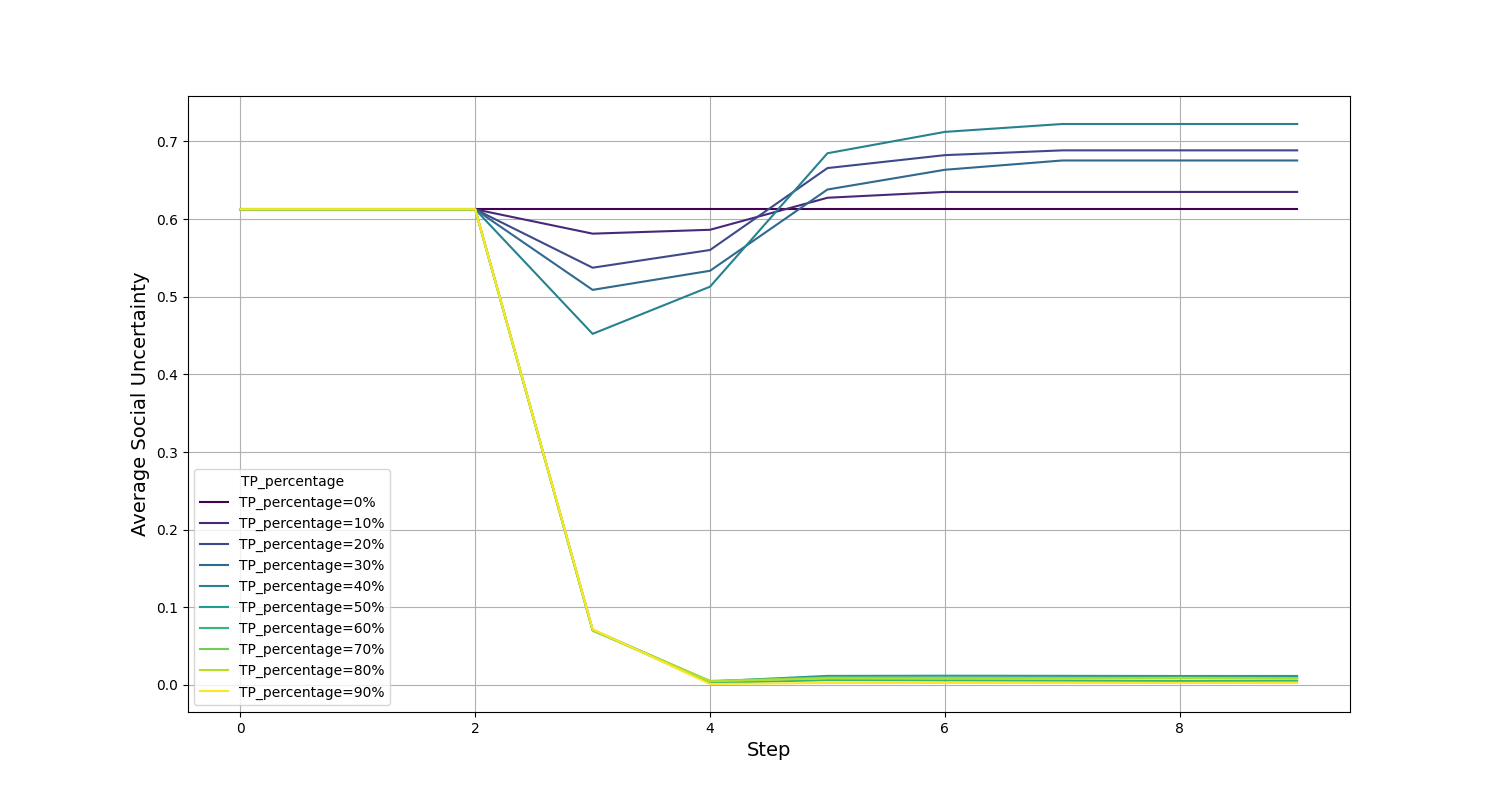 0.7
0.6
0.5
0.4
0.3
0.2
0.1
0.0
Average Social Uncertainty
TP_percentage
TP_percentage=0%
TP_percentage=10%
TP_percentage=20%
TP_percentage=30%
TP_percentage=40%
TP_percentage=50%
TP_percentage=60%
TP_percentage=70%
TP_percentage=80%
TP_percentage=90%
0 2 4 6 8
Step